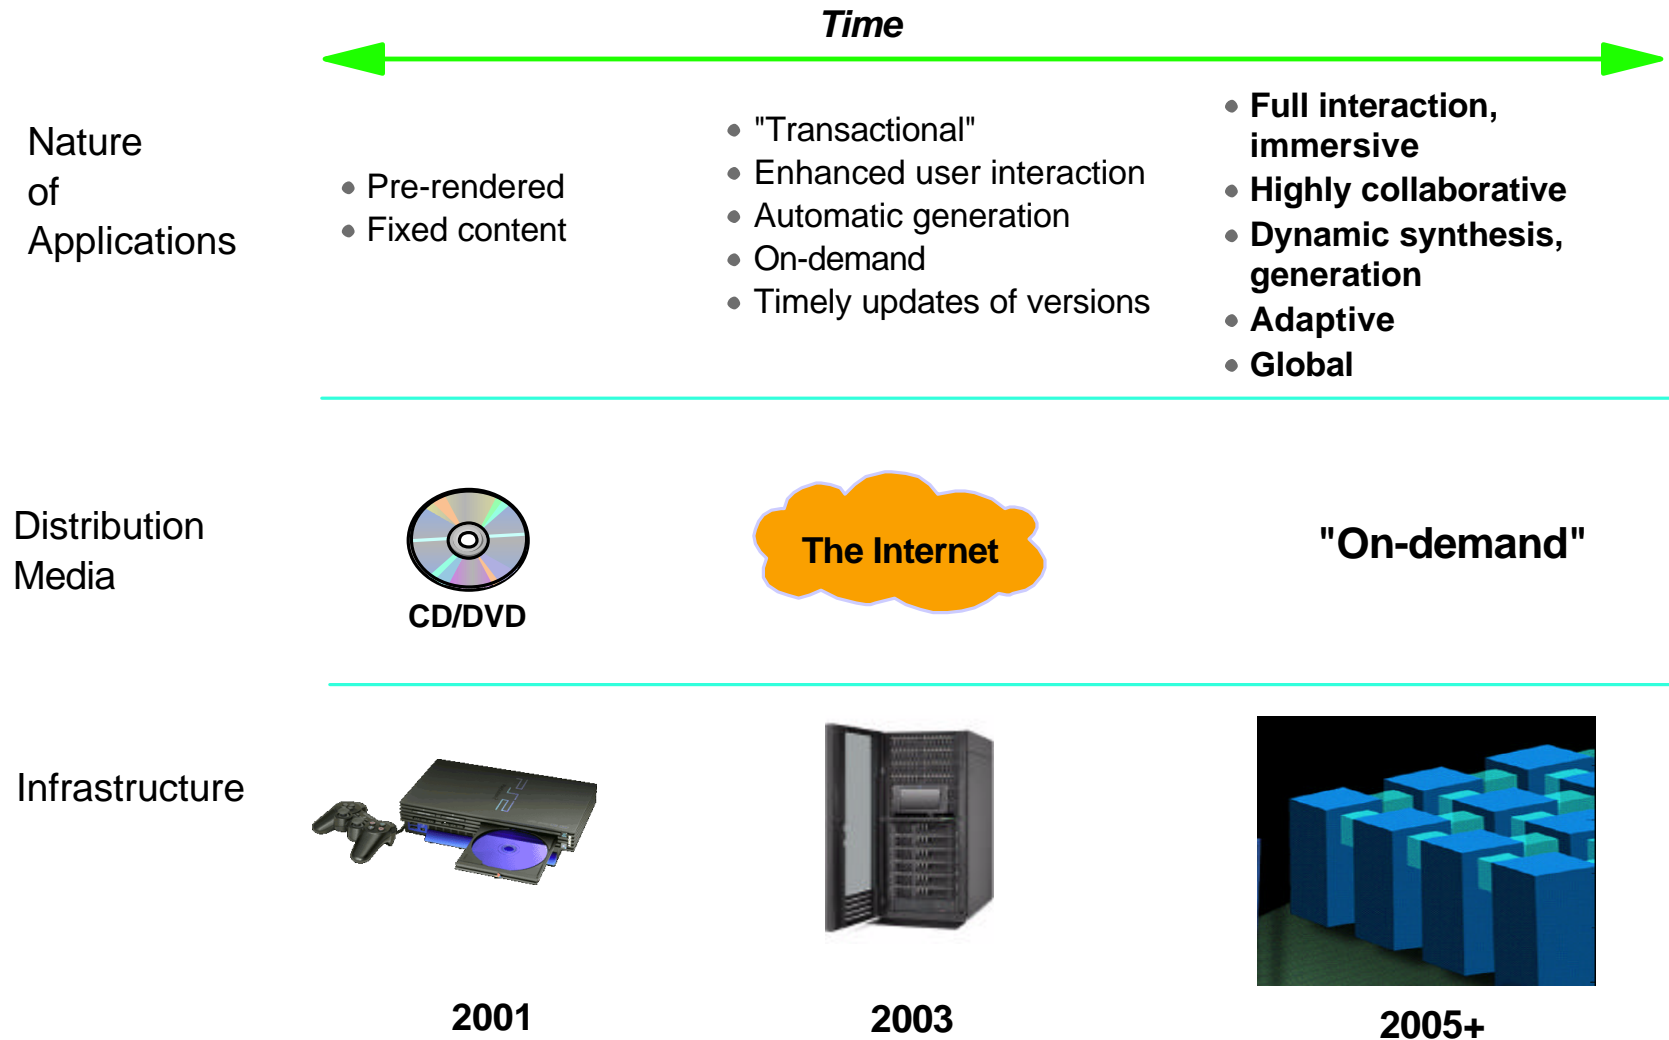 Time
Nature
of
Applications
Pre-rendered
Fixed content
"Transactional"
Enhanced user interaction
Automatic generation
On-demand
Timely updates of versions
Full interaction,
immersive
Highly collaborative
Dynamic synthesis,
generation
Adaptive
Global
Distribution
Media
CD/DVD
The Internet
"On-demand"
Infrastructure
PS2
2001
2003
2005+